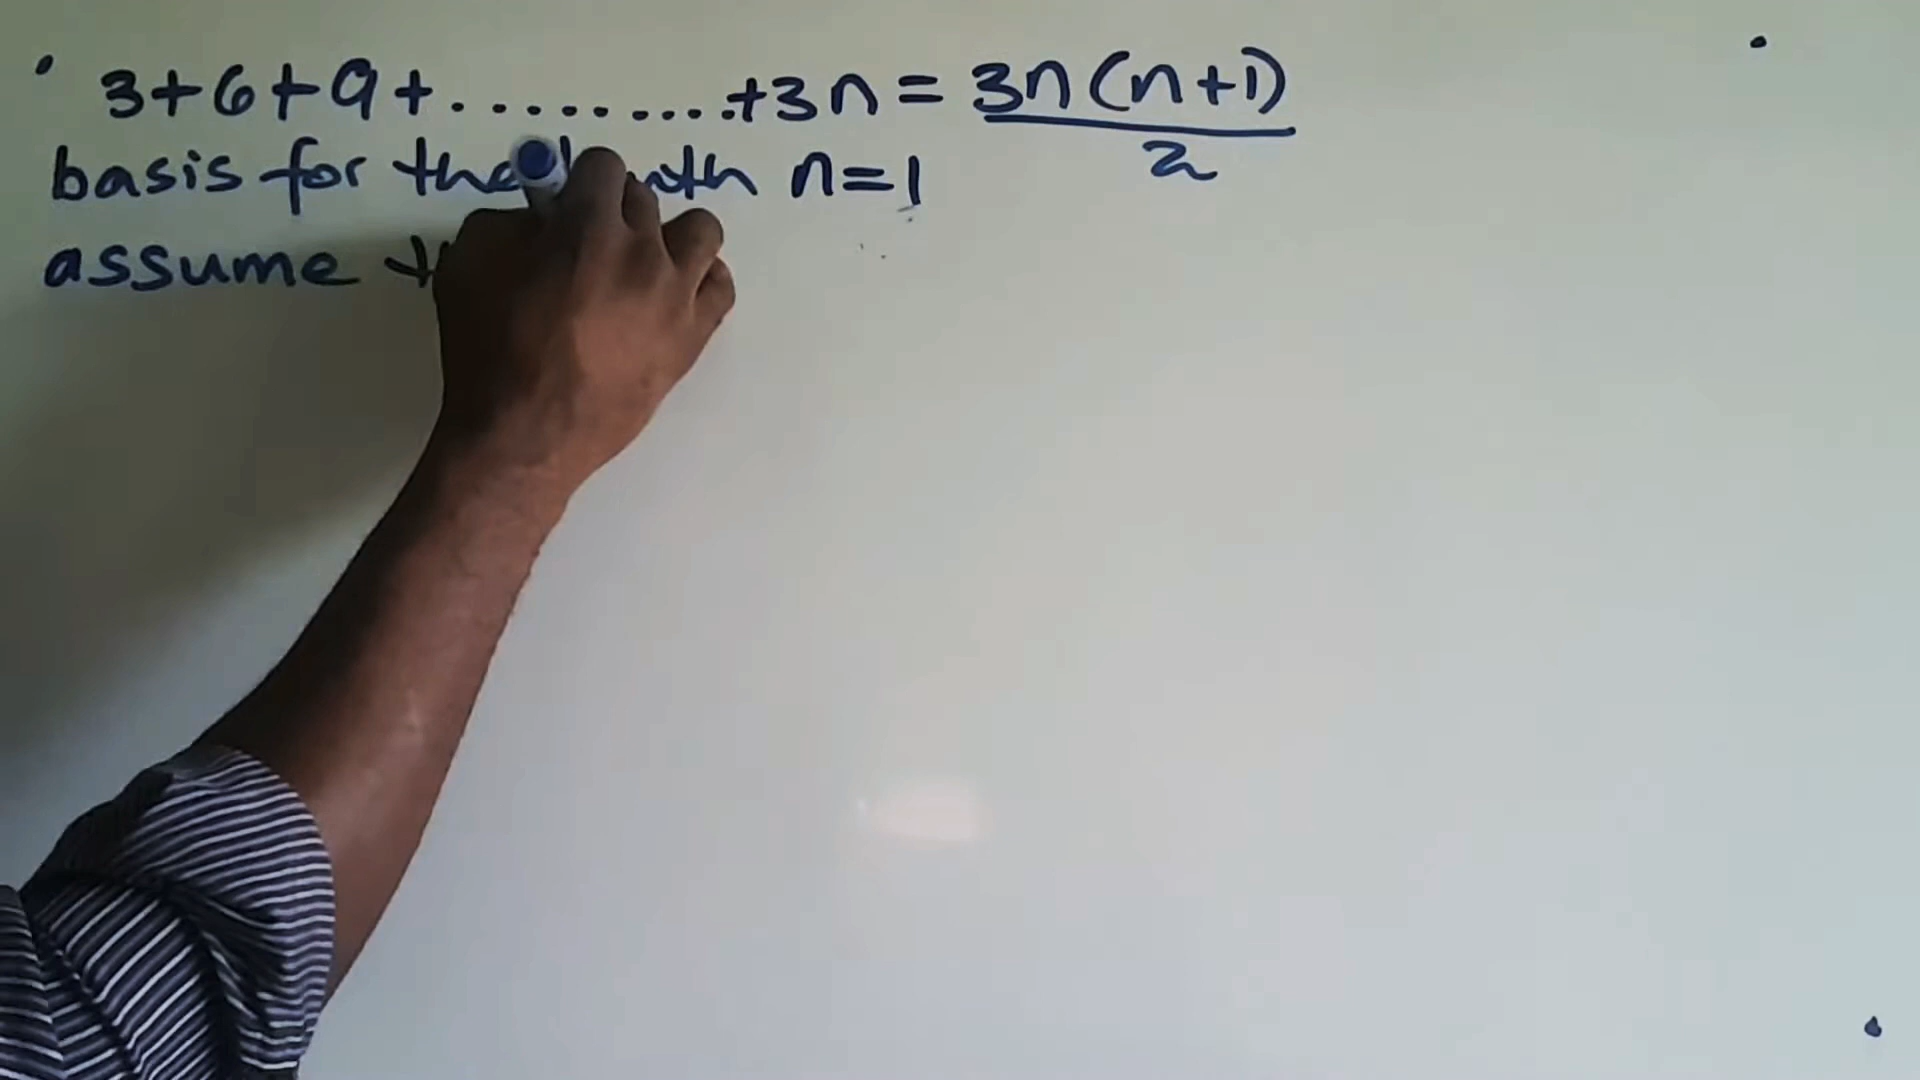 3+6+9+.........+3n = 3n(n+1)/2
basis for the n=1
assume